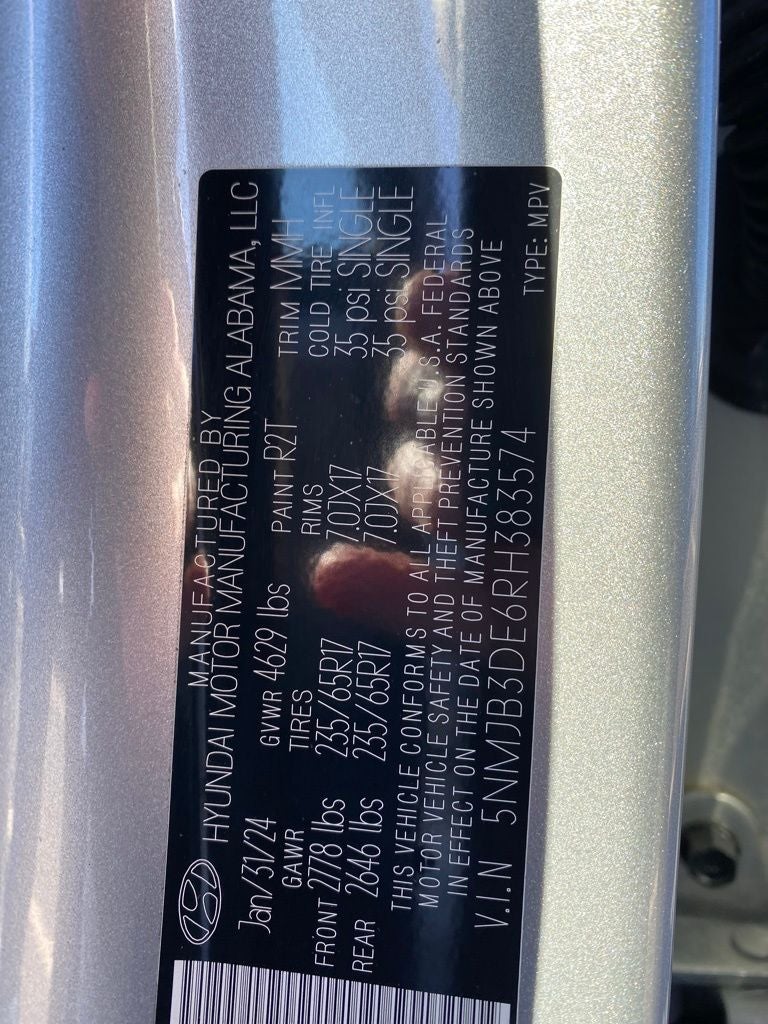 MANUFACTURED BY
HYUNDAI MOTOR MANUFACTURING ALABAMA, LLC
Jan/31/24 GVWR 4629 lbs PAINT R2T TRIM MMH
GAWR TIRES RIMS COLD TIRE INFL
FRONT 2778 lbs 235/65R17 7.0JX17 35 psi SINGLE
REAR 2646 lbs 235/65R17 7.0JX17 35 psi SINGLE
THIS VEHICLE CONFORMS TO ALL APPLICABLE U.S.A. FEDERAL
MOTOR VEHICLE SAFETY AND THEFT PREVENTION STANDARDS
IN EFFECT ON THE DATE OF MANUFACTURE SHOWN ABOVE
V.I.N 5NMJB3DE6RH383574 TYPE: MPV